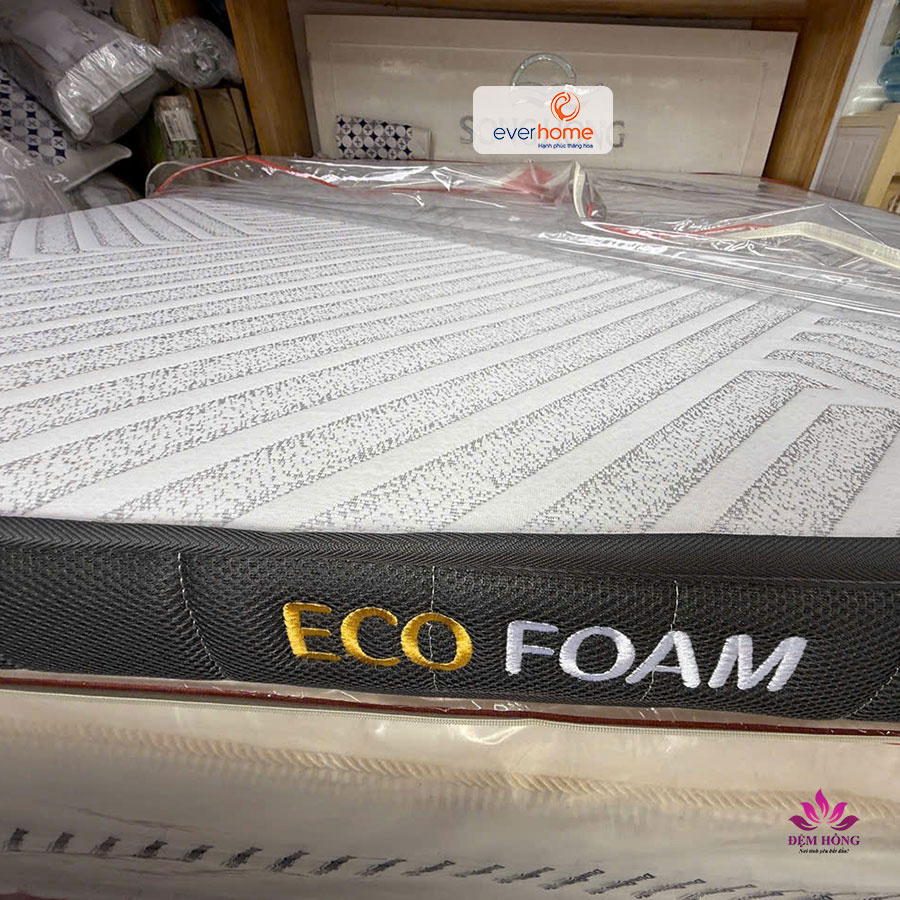 everhome
Hạnh phúc thăng hoa
ECO FOAM
ĐỆM HỒNG
Nơi tình yêu bắt đầu!